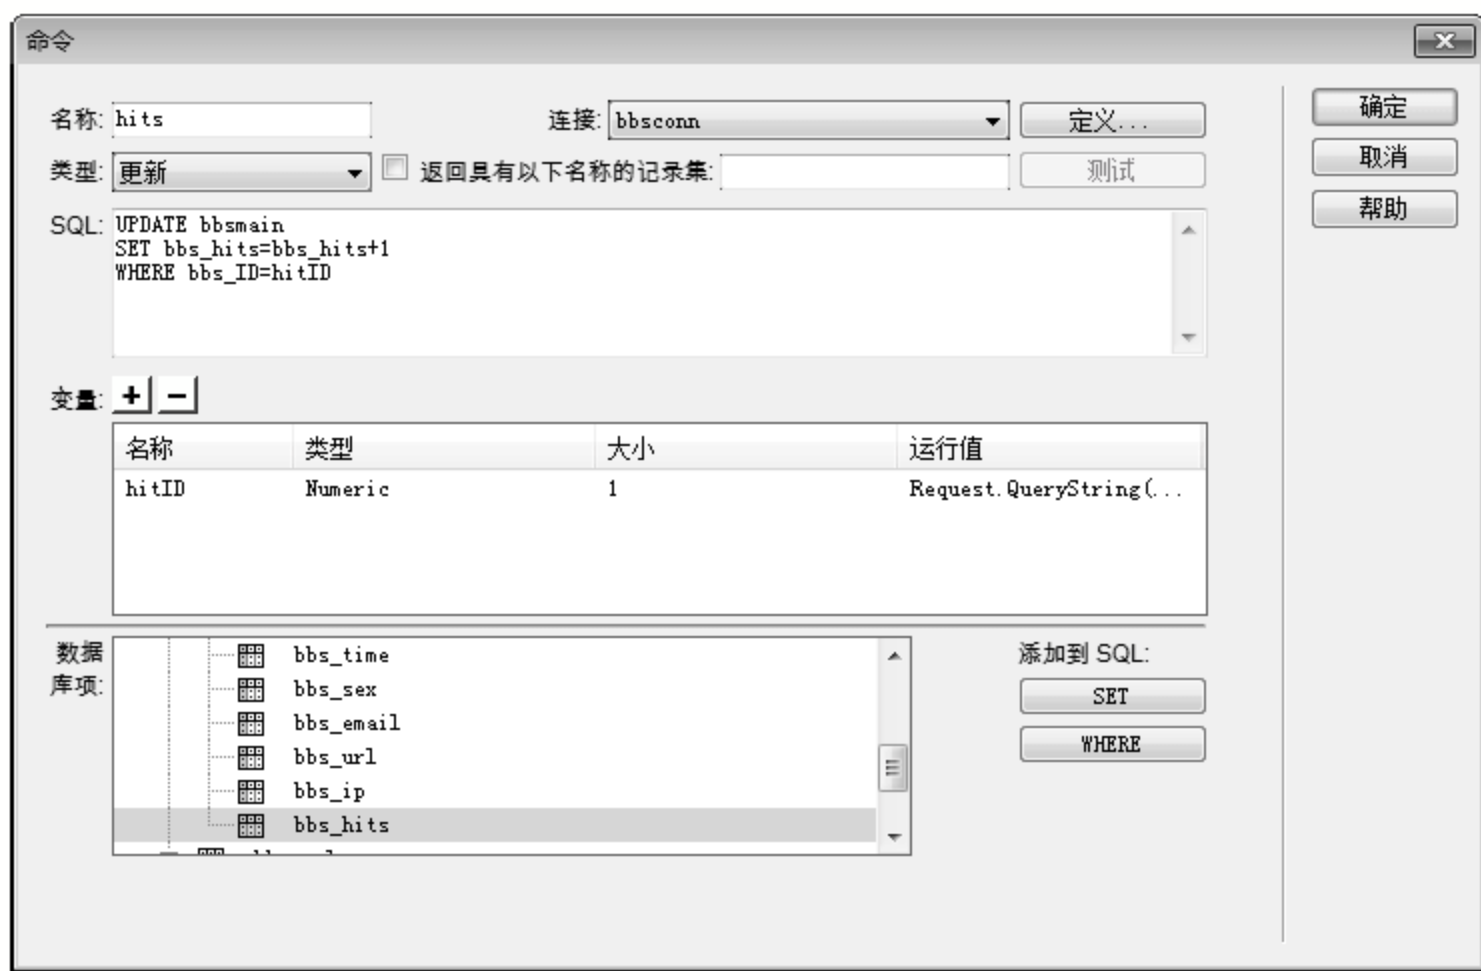 命令
名称: hits 连接: bbsconn 定义...
确定
类型: 更新 返回具有以下名称的记录集: 测试
取消
SQL: UPDATE bbsmain
帮助
SET bbs_hits=bbs_hits+1
WHERE bbs_ID=hitID
变量: + −
名称 类型 大小 运行值
hitID Numeric 1 Request.QueryString(...
数据
库项:
bbs_time
添加到 SQL:
bbs_sex
SET
bbs_email
bbs_url
WHERE
bbs_ip
bbs_hits